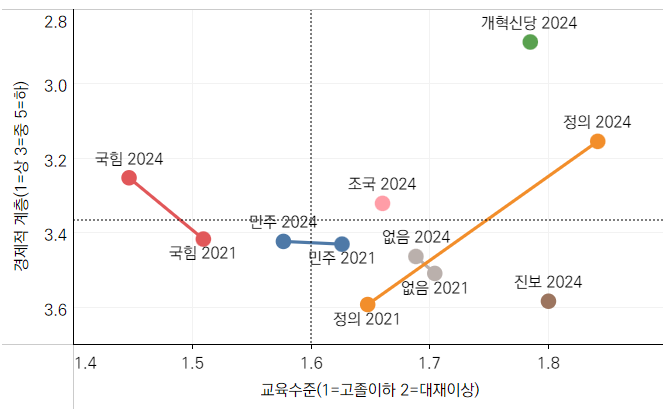 2.8
3.0
3.2
3.4
3.6
경제적 계층(1=상 3=중 5=하)
개혁신당 2024
정의 2024
국힘 2024
조국 2024
민주 2024
없음 2024
국힘 2021
민주 2021
진보 2024
없음 2021
정의 2021
1.4 1.5 1.6 1.7 1.8
교육수준(1=고졸이하 2=대재이상)